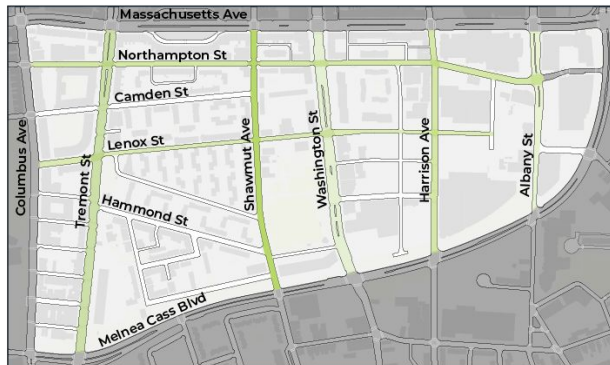 Massachusetts Ave
Northampton St
Camden St
Lenox St
Hammond St
Melnea Cass Blvd
Columbus Ave
Tremont St
Shawmut Ave
Washington St
Harrison Ave
Albany St